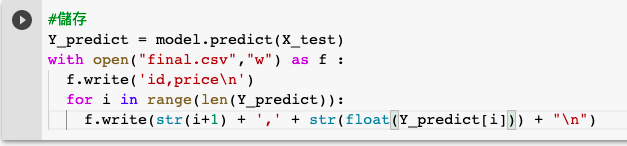 #儲存
Y_predict = model.predict(X_test)
with open("final.csv","w") as f :
  f.write('id,price\n')
  for i in range(len(Y_predict)):
    f.write(str(i+1) + ',' + str(float(Y_predict[i])) + "\n")